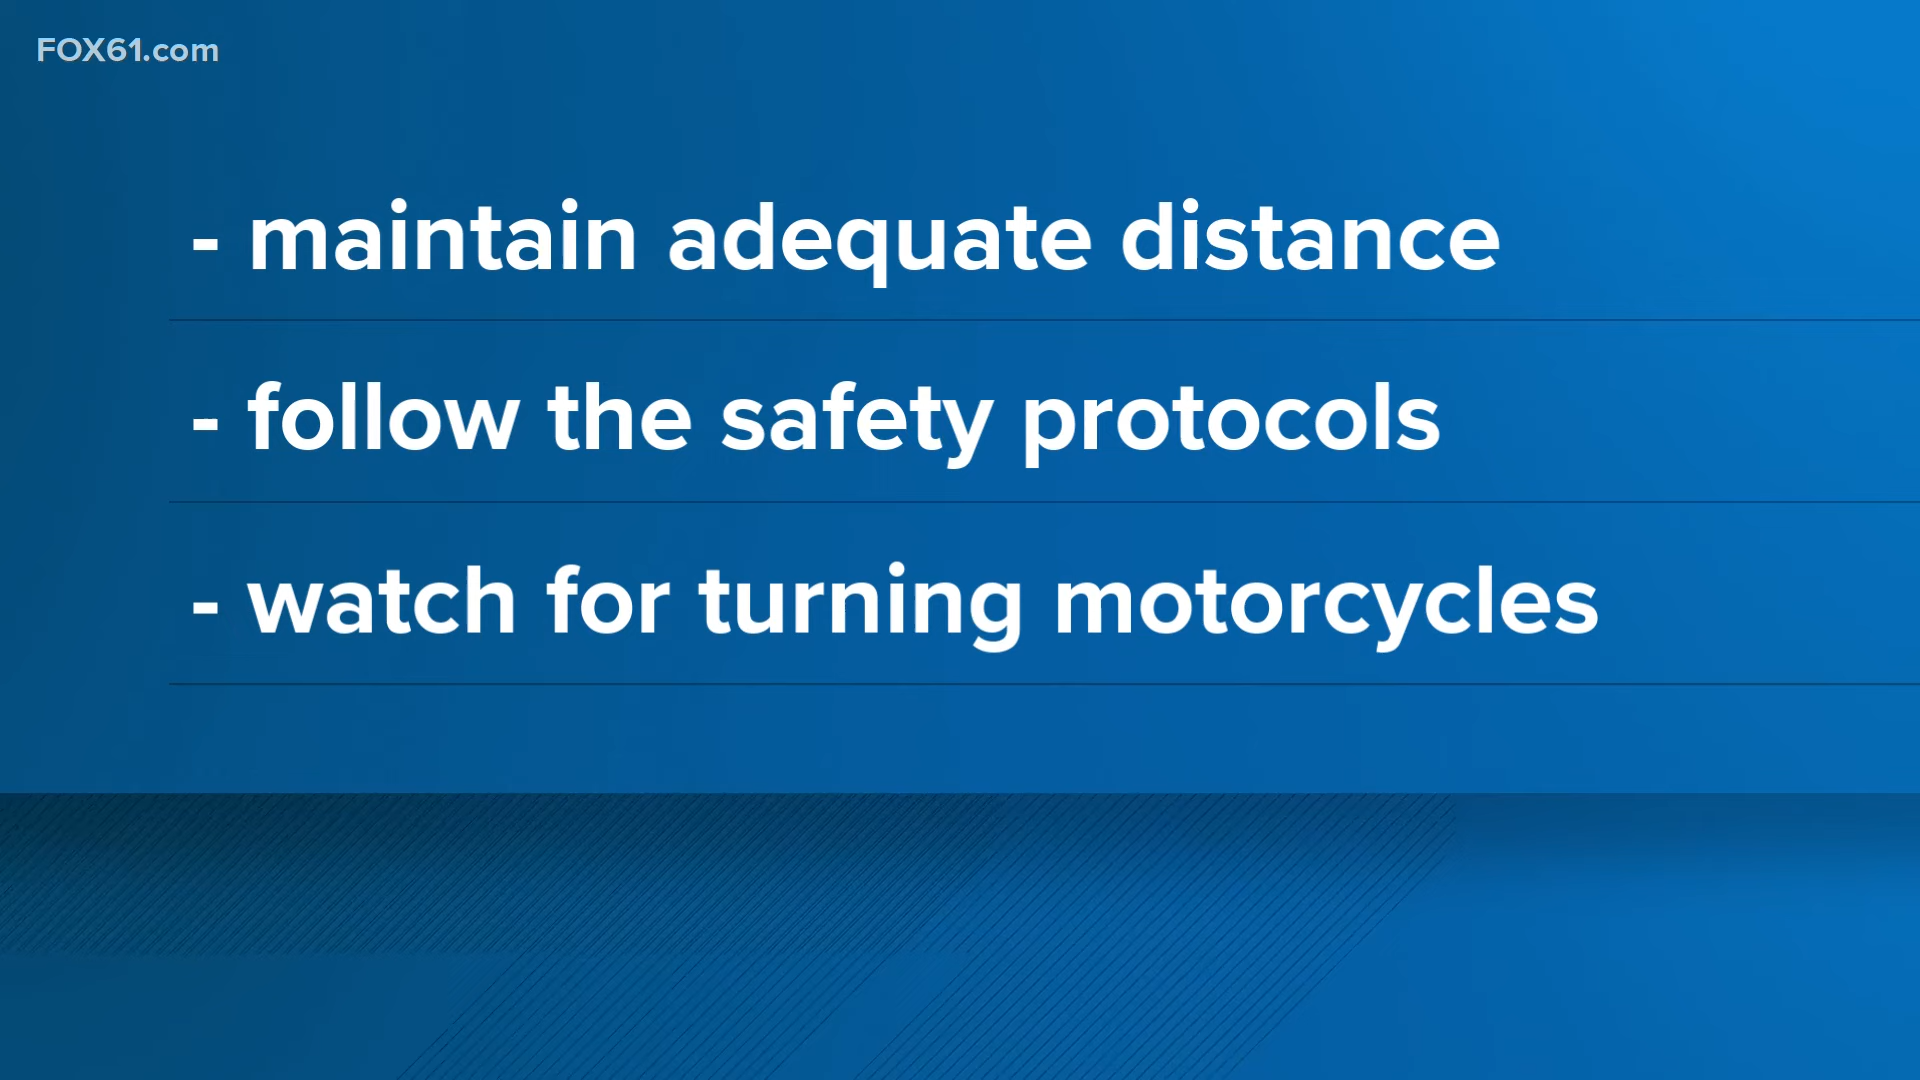 FOX61.com
- maintain adequate distance
- follow the safety protocols
- watch for turning motorcycles